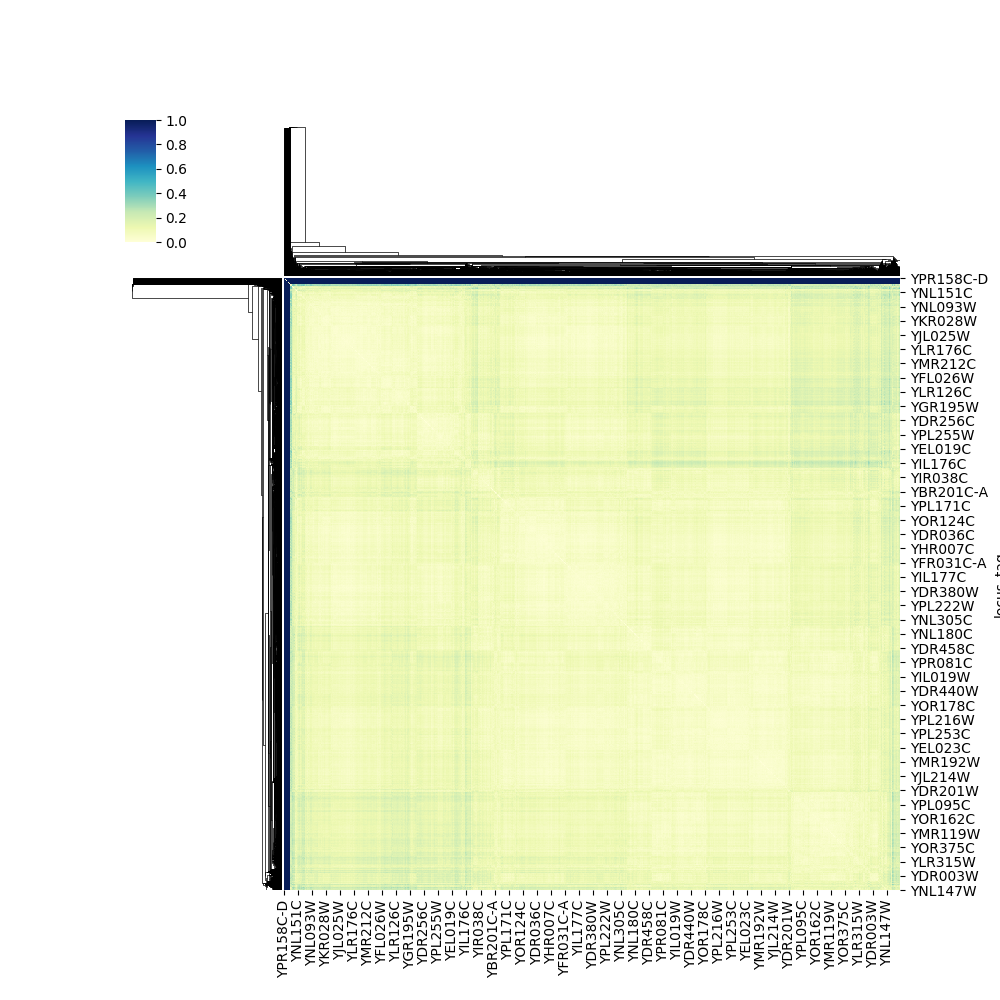 1.0
0.8
0.6
0.4
0.2
0.0
YPR158C-D
YNL151C
YNL093W
YKR028W
YJL025W
YLR176C
YMR212C
YFL026W
YLR126C
YGR195W
YDR256C
YPL255W
YEL019C
YIL176C
YIR038C
YBR201C-A
YPL171C
YOR124C
YDR036C
YHR007C
YFR031C-A
YIL177C
YDR380W
YPL222W
YNL305C
YNL180C
YDR458C
YPR081C
YIL019W
YDR440W
YOR178C
YPL216W
YPL253C
YEL023C
YMR192W
YJL214W
YDR201W
YPL095C
YOR162C
YMR119W
YOR375C
YLR315W
YDR003W
YNL147W
YPR158C-D
YNL151C
YNL093W
YKR028W
YJL025W
YLR176C
YMR212C
YFL026W
YLR126C
YGR195W
YDR256C
YPL255W
YEL019C
YIL176C
YIR038C
YBR201C-A
YPL171C
YOR124C
YDR036C
YHR007C
YFR031C-A
YIL177C
YDR380W
YPL222W
YNL305C
YNL180C
YDR458C
YPR081C
YIL019W
YDR440W
YOR178C
YPL216W
YPL253C
YEL023C
YMR192W
YJL214W
YDR201W
YPL095C
YOR162C
YMR119W
YOR375C
YLR315W
YDR003W
YNL147W